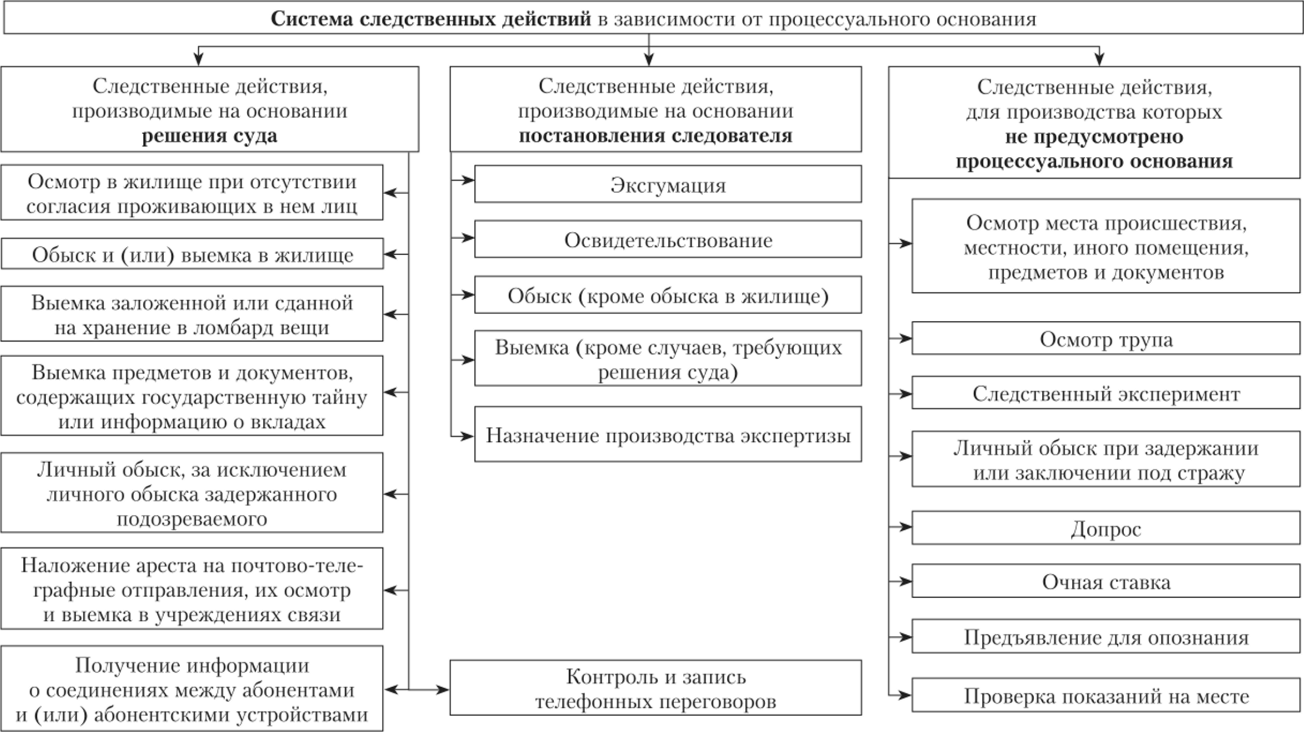 Система следственных действий в зависимости от процессуального основания
Следственные действия,
производимые на основании
решения суда
Осмотр в жилище при отсутствии
согласия проживающих в нем лиц
Обыск и (или) выемка в жилище
Выемка заложенной или сданной
на хранение в ломбард вещи
Выемка предметов и документов,
содержащих государственную тайну
или информацию о вкладах
Личный обыск, за исключением
личного обыска задержанного
подозреваемого
Наложение ареста на почтово-теле-
графные отправления, их осмотр
и выемка в учреждениях связи
Получение информации
о соединениях между абонентами
и (или) абонентскими устройствами
Контроль и запись
телефонных переговоров
Следственные действия,
производимые на основании
постановления следователя
Эксгумация
Освидетельствование
Обыск (кроме обыска в жилище)
Выемка (кроме случаев, требующих
решения суда)
Назначение производства экспертизы
Следственные действия,
для производства которых
не предусмотрено
процессуального основания
Осмотр места происшествия,
местности, иного помещения,
предметов и документов
Осмотр трупа
Следственный эксперимент
Личный обыск при задержании
или заключении под стражу
Допрос
Очная ставка
Предъявление для опознания
Проверка показаний на месте